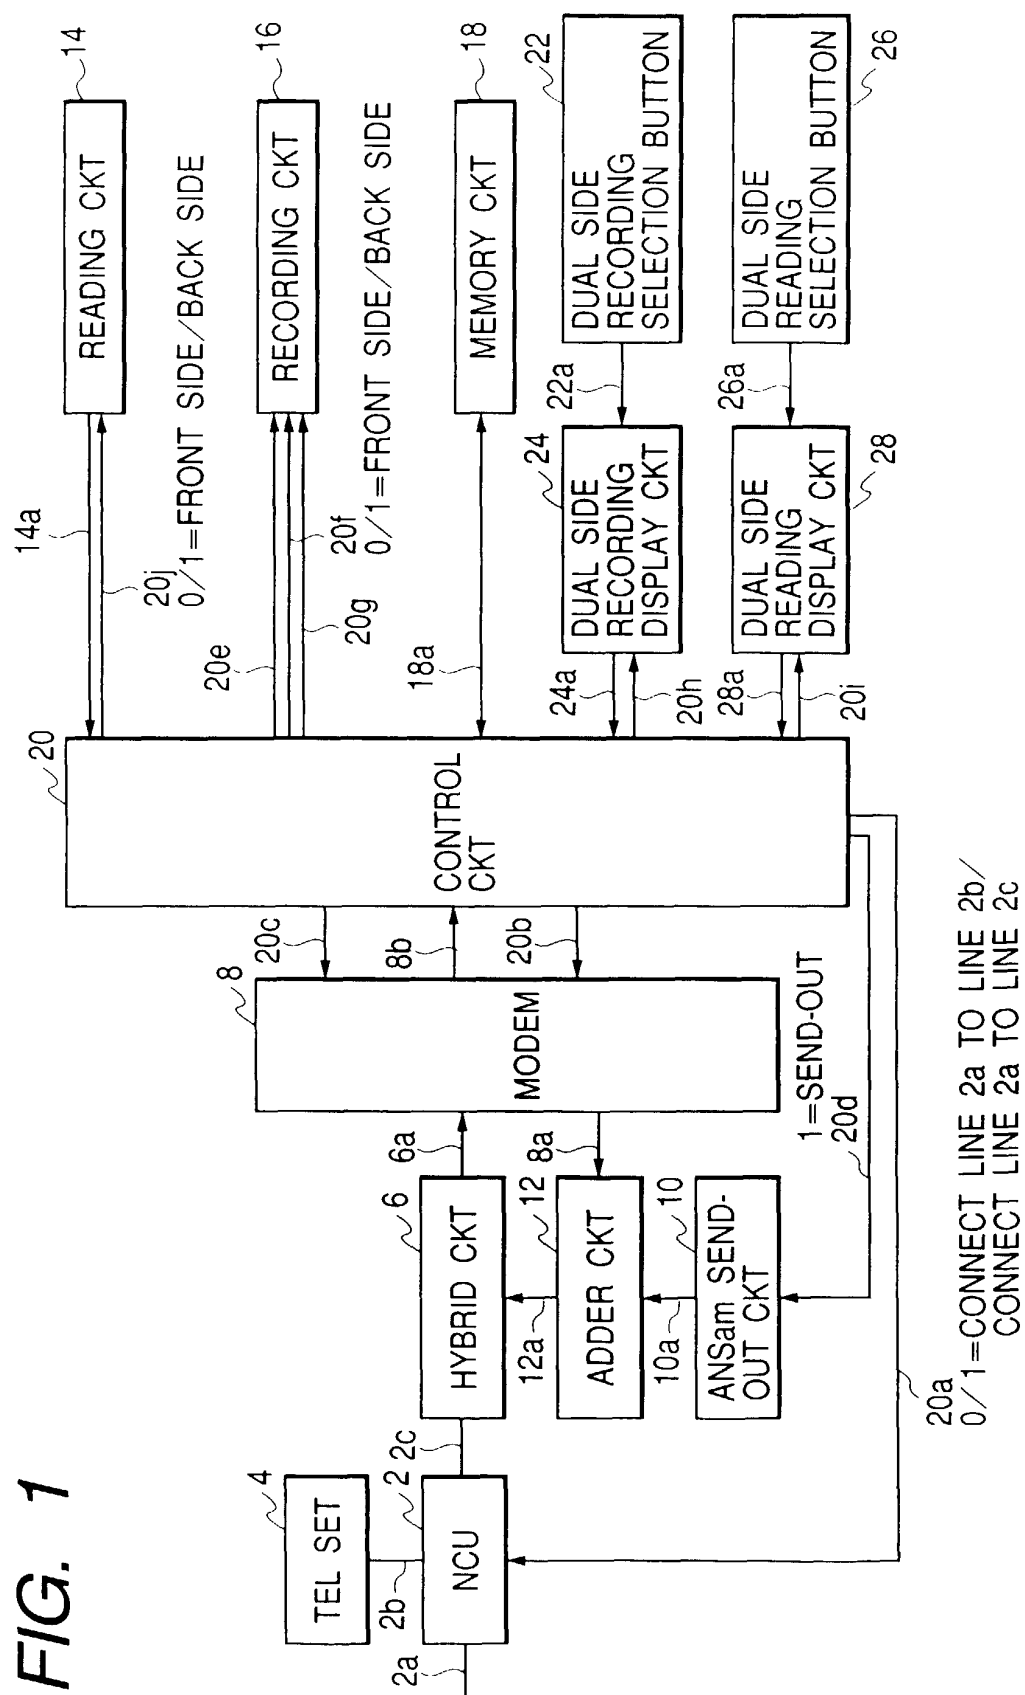 FIG. 1
TEL SET
4
2b
2a
NCU
2
2c
HYBRID CKT
6
6a
12a
ADDER CKT
12
8a
10a
ANSam SEND-
OUT CKT
10
MODEM
8
20c
8b
20b
1=SEND-OUT
20d
20a
0/1=CONNECT LINE 2a TO LINE 2b/
CONNECT LINE 2a TO LINE 2c
CONTROL
CKT
20
14a
20j
0/1=FRONT SIDE/BACK SIDE
READING CKT
14
20e
20f
0/1=FRONT SIDE/BACK SIDE
20g
RECORDING CKT
16
18a
MEMORY CKT
18
24a
20h
DUAL SIDE
RECORDING
DISPLAY CKT
24
22a
DUAL SIDE
RECORDING
SELECTION BUTTON
22
28a
20i
DUAL SIDE
READING
DISPLAY CKT
28
26a
DUAL SIDE
READING
SELECTION BUTTON
26